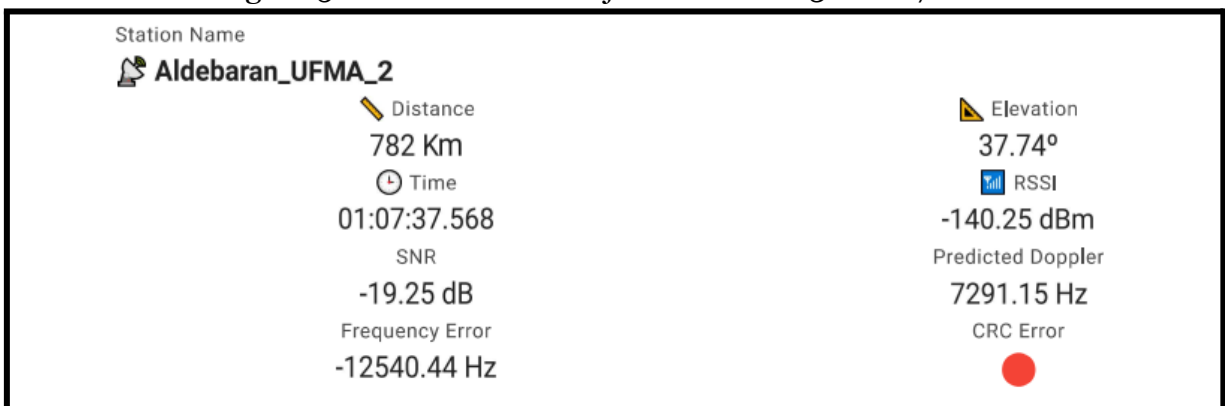 Station Name
Aldebaran_UFMA_2
Distance
782 Km
Elevation
37.74º
Time
01:07:37.568
RSSI
-140.25 dBm
SNR
-19.25 dB
Predicted Doppler
7291.15 Hz
Frequency Error
-12540.44 Hz
CRC Error